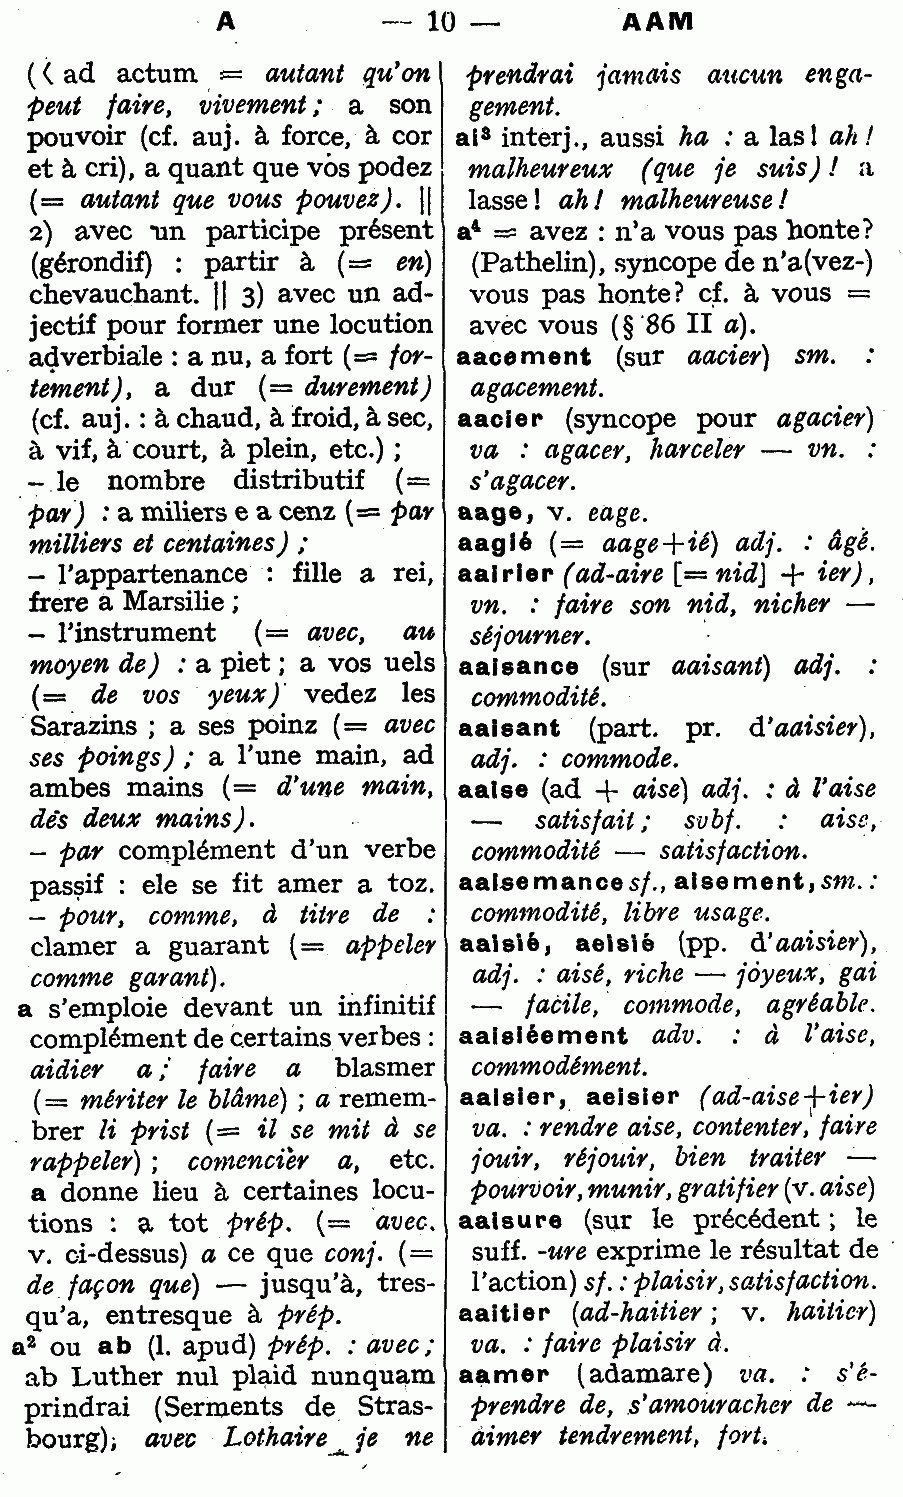 A — 10 — AAM
(⟨ ad actum = autant qu'on
peut faire, vivement; a son
pouvoir (cf. auj. à force, à cor
et à cri), a quant que vos podez
(= autant que vous pouvez). ||
2) avec un participe présent
(gérondif) : partir à (= en)
chevauchant. || 3) avec un ad-
jectif pour former une locution
adverbiale : a nu, a fort (= for-
tement), a dur (= durement)
(cf. auj. : à chaud, à froid, à sec,
à vif, à court, à plein, etc.) ;
– le nombre distributif (=
par) : a miliers e a cenz (= par
milliers et centaines) ;
– l'appartenance : fille a rei,
frere a Marsilie ;
– l'instrument (= avec, au
moyen de) : a piet ; a vos uels
(= de vos yeux) vedez les
Sarazins ; a ses poinz (= avec
ses poings) ; a l'une main, ad
ambes mains (= d'une main,
dés deux mains).
– par complément d'un verbe
passif : ele se fit amer a toz.
– pour, comme, à titre de :
clamer a guarant (= appeler
comme garant).
a s'emploie devant un infinitif
complément de certains verbes :
aidier a ; faire a blasmer
(= mériter le blâme) ; a remem-
brer li prist (= il se mit à se
rappeler) ; comencier a, etc.
a donne lieu à certaines locu-
tions : a tot prép. (= avec.
v. ci-dessus) a ce que conj. (=
de façon que) — jusqu'à, tres-
qu'a, entresque à prép.
a² ou ab (l. apud) prép. : avec ;
ab Luther nul plaid nunquam
prindrai (Serments de Stras-
bourg); avec Lothaire je ne
prendrai jamais aucun enga-
gement.
ai³ interj., aussi ha : a las! ah!
malheureux (que je suis)! a
lasse! ah! malheureuse!
a⁴ = avez : n'a vous pas honte?
(Pathelin), syncope de n'a(vez-)
vous pas honte? cf. à vous =
avec vous (§ 86 II a).
aacement (sur aacier) sm. :
agacement.
aacier (syncope pour agacier)
va : agacer, harceler — vn. :
s'agacer.
aage, v. eage.
aagié (= aage+ié) adj. : âgé.
aairier (ad-aire [= nid] + ier),
vn. : faire son nid, nicher —
séjourner.
aaisance (sur aaisant) adj. :
commodité.
aaisant (part. pr. d'aaisier),
adj. : commode.
aaise (ad + aise) adj. : à l'aise
— satisfait ; subf. : aise,
commodité — satisfaction.
aaisemance sf., aisement, sm. :
commodité, libre usage.
aaisié, aeisié (pp. d'aaisier),
adj. : aisé, riche — joyeux, gai
— facile, commode, agréable.
aaisiéement adv. : à l'aise,
commodément.
aaisier, aeisier (ad-aise+ier)
va. : rendre aise, contenter, faire
jouir, réjouir, bien traiter —
pourvoir, munir, gratifier (v. aise)
aaisure (sur le précédent ; le
suff. -ure exprime le résultat de
l'action) sf. : plaisir, satisfaction.
aaitier (ad-haitier ; v. haitier)
va. : faire plaisir à.
aamer (adamare) va. : s'é-
prendre de, s'amouracher de —
aimer tendrement, fort.